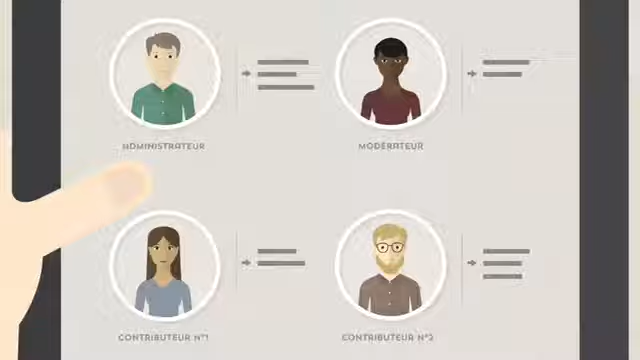 ADMINISTRATEUR
MODÉRATEUR
CONTRIBUTEUR N°1
CONTRIBUTEUR N°2